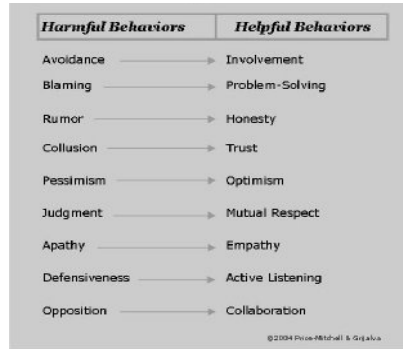 Harmful Behaviors Helpful Behaviors
Avoidance Involvement
Blaming Problem-Solving
Rumor Honesty
Collusion Trust
Pessimism Optimism
Judgment Mutual Respect
Apathy Empathy
Defensiveness Active Listening
Opposition Collaboration
©2004 Price-Mitchell & Grijalva